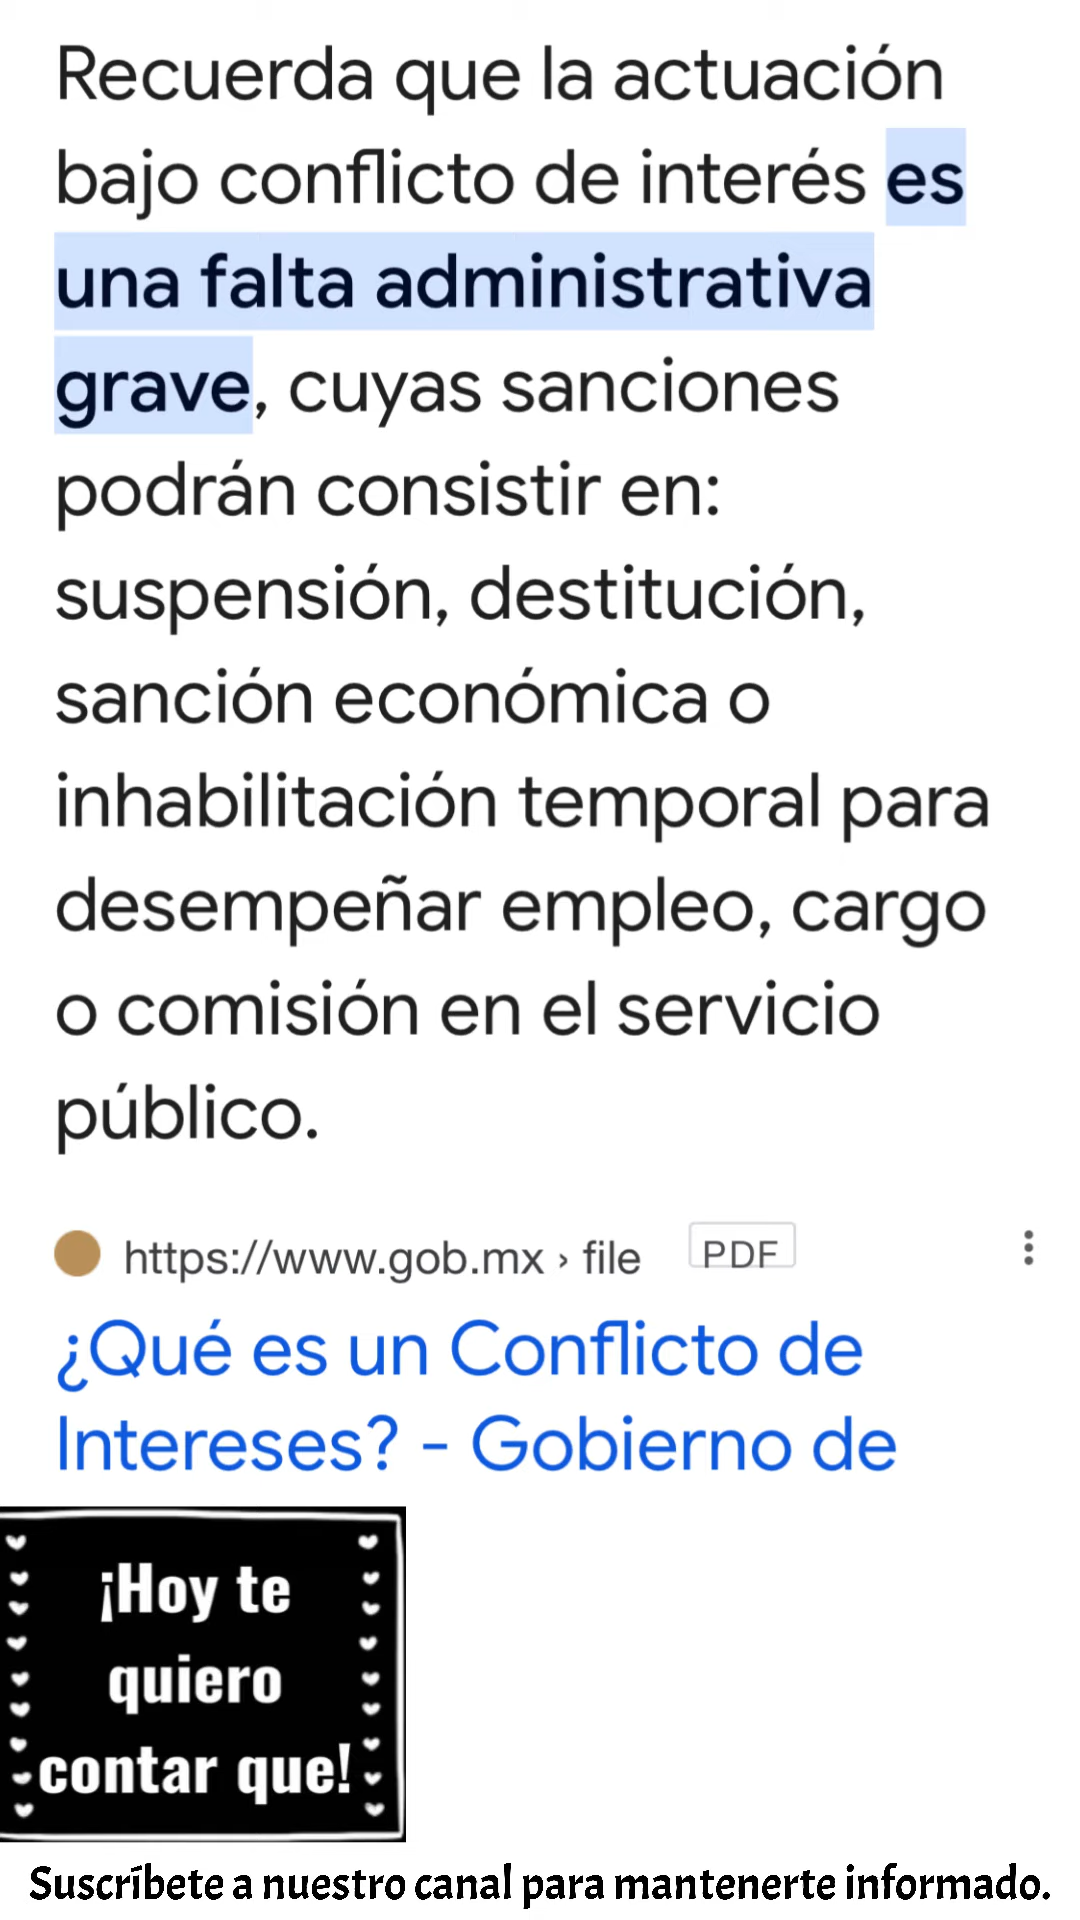 Recuerda que la actuación
bajo conflicto de interés es
una falta administrativa
grave, cuyas sanciones
podrán consistir en:
suspensión, destitución,
sanción económica o
inhabilitación temporal para
desempeñar empleo, cargo
o comisión en el servicio
público.
https://www.gob.mx › file PDF
¿Qué es un Conflicto de
Intereses? - Gobierno de
¡Hoy te
quiero
contar que!
Suscríbete a nuestro canal para mantenerte informado.